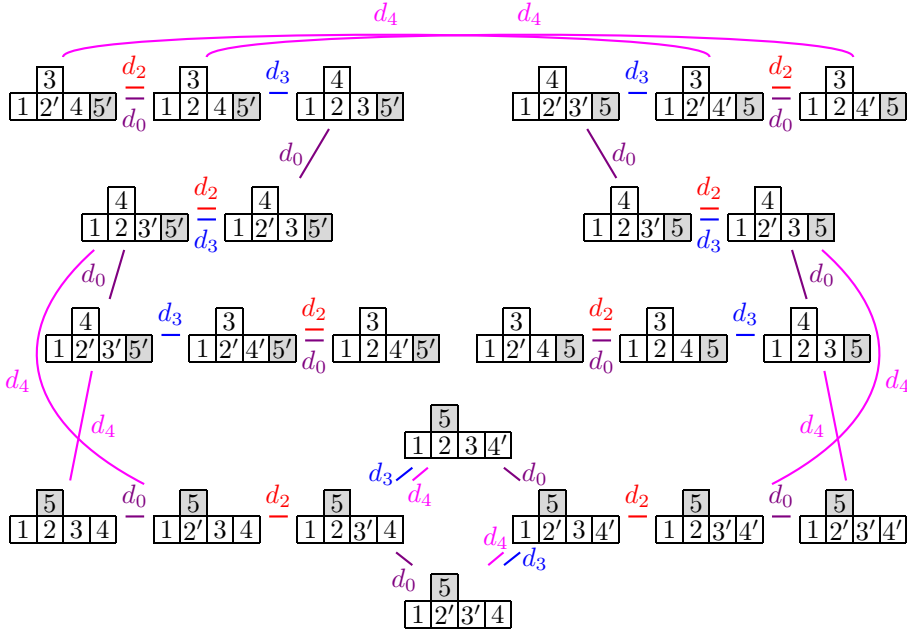 d₄ d₄
3 d₂ 3 d₃ 4 4 d₃ 3 d₂ 3
1 2′ 4 5′ d₀ 1 2 4 5′ 1 2 3 5′ 1 2′ 3′ 5 1 2′ 4′ 5 d₀ 1 2 4′ 5
d₀ d₀
4 d₂ 4 4 d₂ 4
1 2 3′ 5′ d₃ 1 2′ 3 5′ 1 2 3′ 5 d₃ 1 2′ 3 5
d₀ d₀
4 d₃ 3 d₂ 3 3 d₂ 3 d₃ 4
1 2′ 3′ 5′ 1 2′ 4′ 5′ d₀ 1 2 4′ 5′ 1 2′ 4 5 d₀ 1 2 4 5 1 2 3 5
d₄ d₄
5
d₄ 1 2 3 4′ d₄
d₃ d₄ d₀
5 d₀ 5 d₂ 5 5 d₂ 5 d₀ 5
1 2 3 4 1 2′ 3 4 1 2 3′ 4 1 2′ 3 4′ 1 2 3′ 4′ 1 2′ 3′ 4′
d₄ d₃
d₀ 5
1 2′ 3′ 4